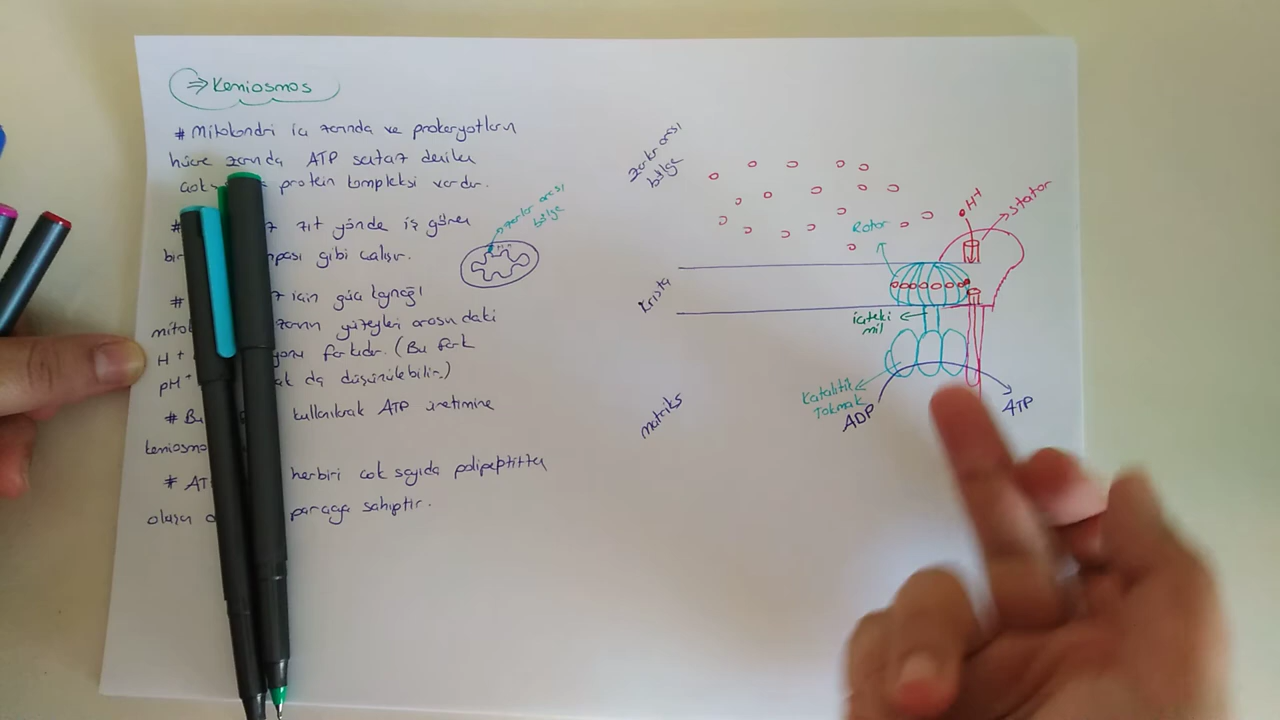 ⇒ Kemiosmos
# Mitokondri iç zarında ve prokaryotların
hücre zarında ATP sentaz denilen
çok protein kompleksi vardır.
# zıt yönde iş gören
bir gibi çalışır.
# için güç kaynağı
zarın yüzeyleri arasındaki
H+ farkıdır. (Bu fark
pH da düşünülebilir.)
# Bu kullanılarak ATP üretimine
kemiosmo
# AT herbiri çok sayıda polipeptitten
oluşan parçaya sahiptir.
zarlar arası
bölge
H+ H+
zarlar arası
bölge
H+
stator
Rotor
Krista
içteki
mil
Katalitik
Tokmak
ADP
ATP
matriks